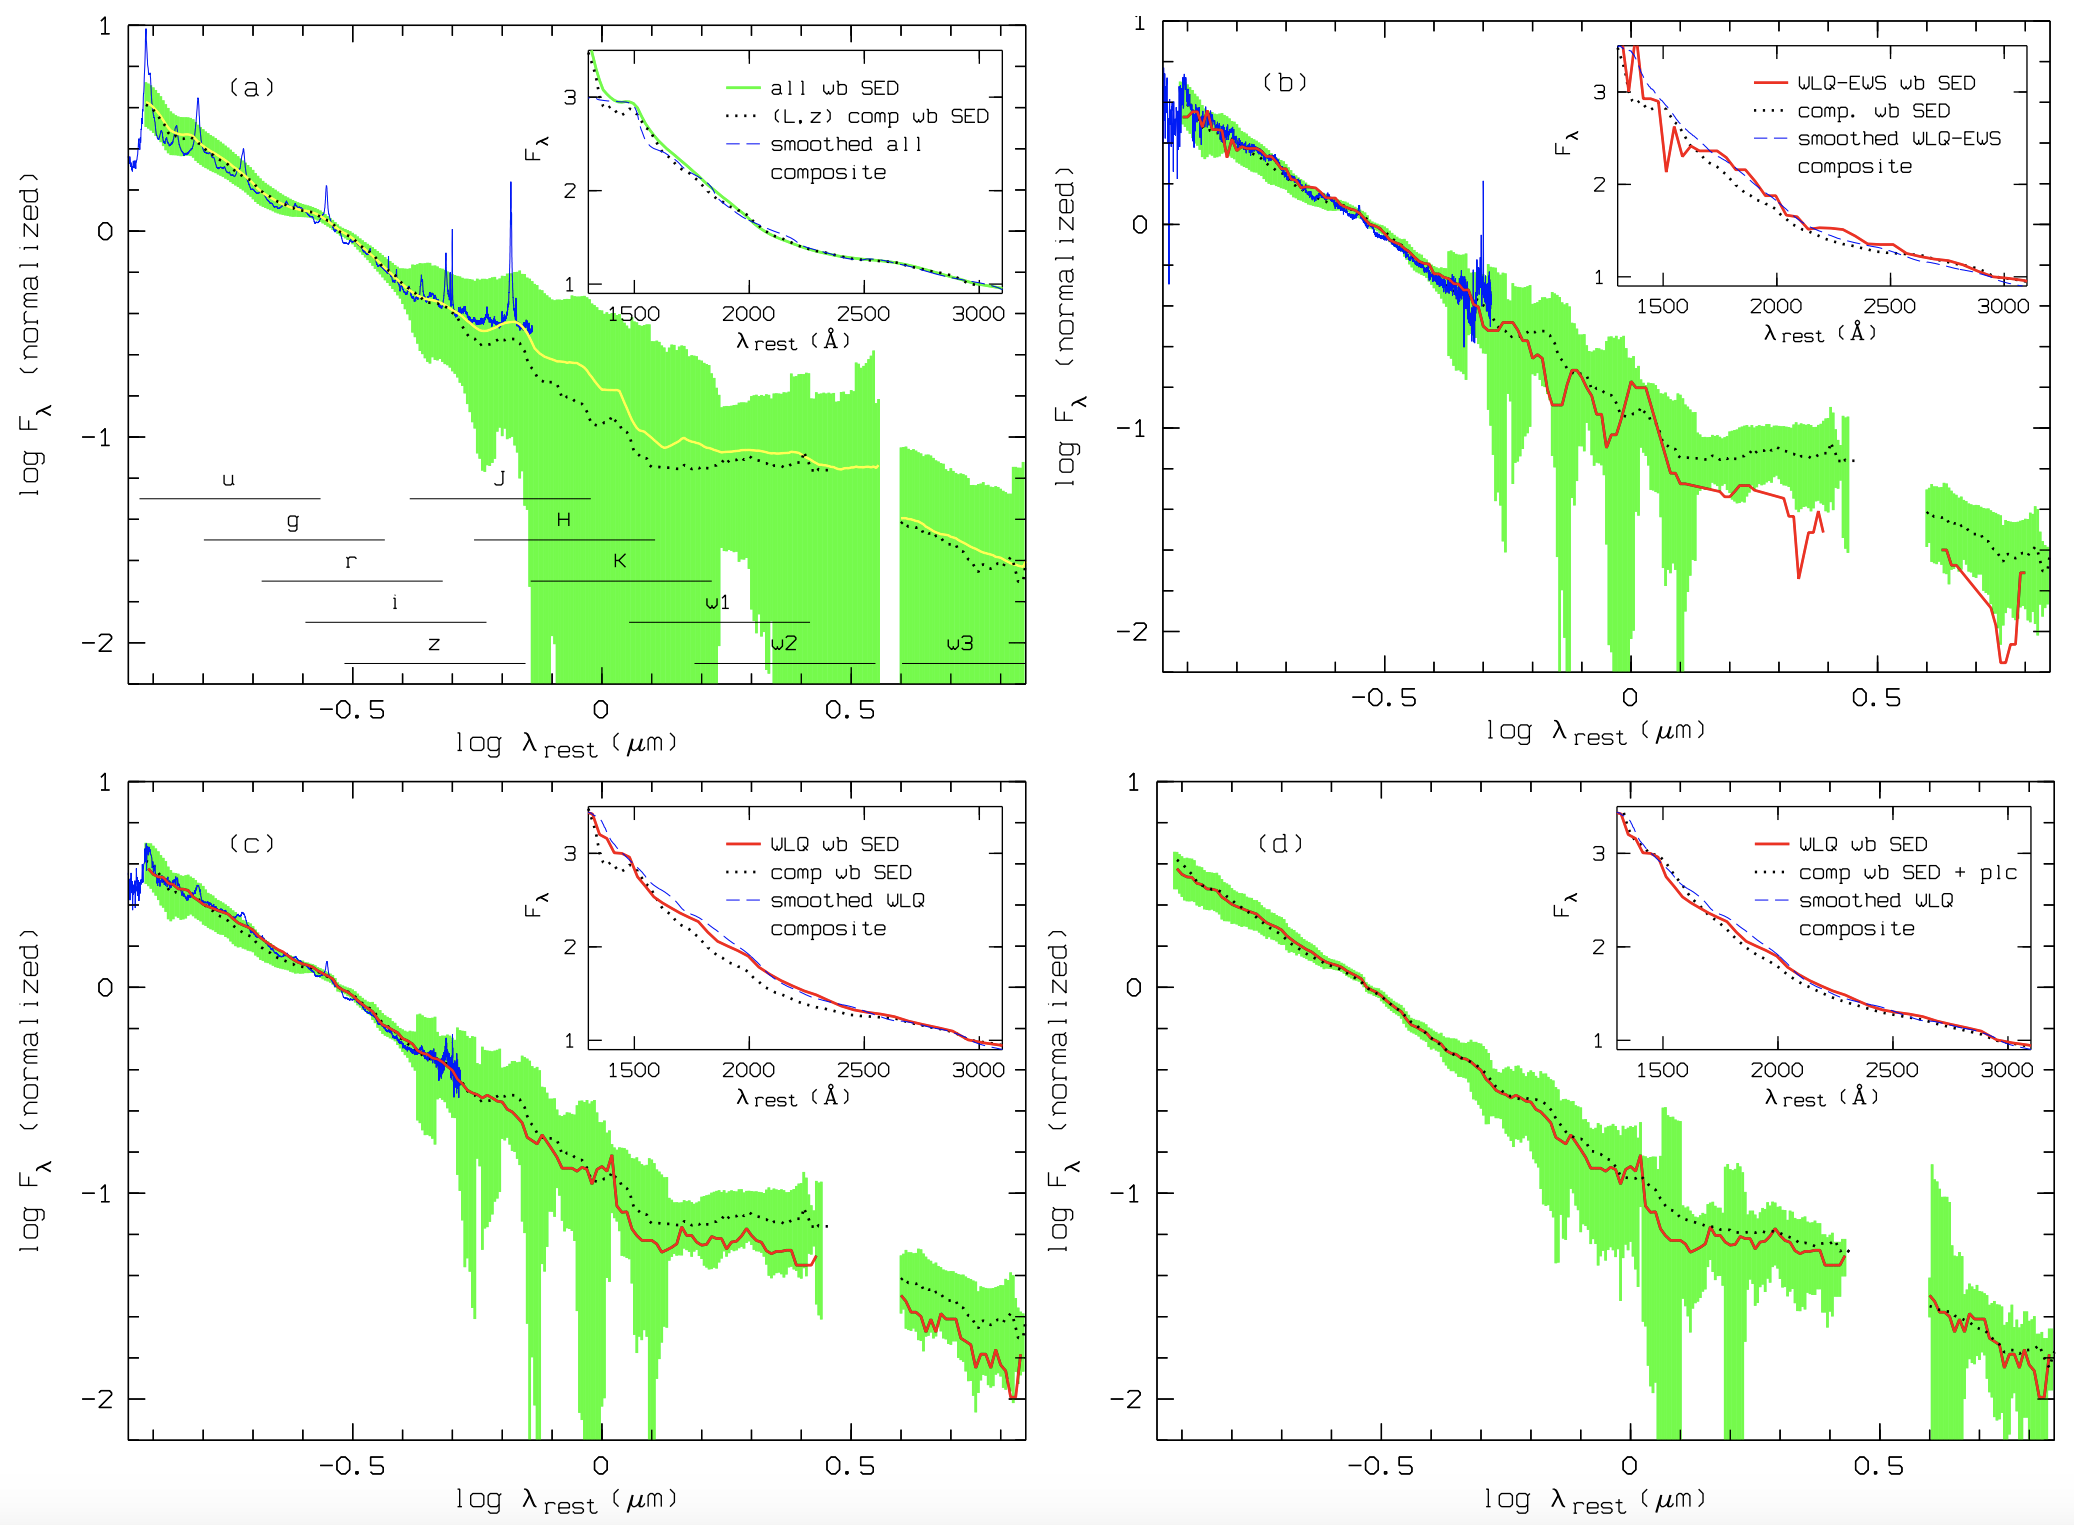 (a)
1
0
−1
−2
log Fλ (normalized)
−0.5
0
0.5
log λrest (μm)
u
g
r
i
z
J
H
K
w1
w2
w3
all wb SED
(L,z) comp wb SED
smoothed all
composite
Fλ
3
2
1
1500
2000
2500
3000
λrest (Å)
(b)
1
0
−1
−2
log Fλ (normalized)
−0.5
0
0.5
log λrest (μm)
WLQ-EWS wb SED
comp. wb SED
smoothed WLQ-EWS
composite
Fλ
3
2
1
1500
2000
2500
3000
λrest (Å)
(c)
1
0
−1
−2
log Fλ (normalized)
−0.5
0
0.5
log λrest (μm)
WLQ wb SED
comp wb SED
smoothed WLQ
composite
Fλ
3
2
1
1500
2000
2500
3000
λrest (Å)
(d)
1
0
−1
−2
log Fλ (normalized)
−0.5
0
0.5
log λrest (μm)
WLQ wb SED
comp wb SED + plc
smoothed WLQ
composite
Fλ
3
2
1
1500
2000
2500
3000
λrest (Å)